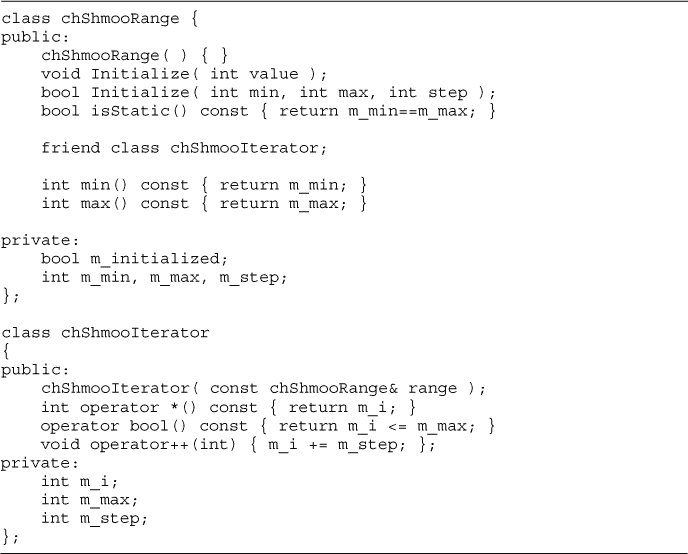 class chShmooRange {
public:
    chShmooRange( ) { }
    void Initialize( int value );
    bool Initialize( int min, int max, int step );
    bool isStatic() const { return m_min==m_max; }

    friend class chShmooIterator;

    int min() const { return m_min; }
    int max() const { return m_max; }

private:
    bool m_initialized;
    int m_min, m_max, m_step;
};

class chShmooIterator
{
public:
    chShmooIterator( const chShmooRange& range );
    int operator *() const { return m_i; }
    operator bool() const { return m_i <= m_max; }
    void operator++(int) { m_i += m_step; };
private:
    int m_i;
    int m_max;
    int m_step;
};